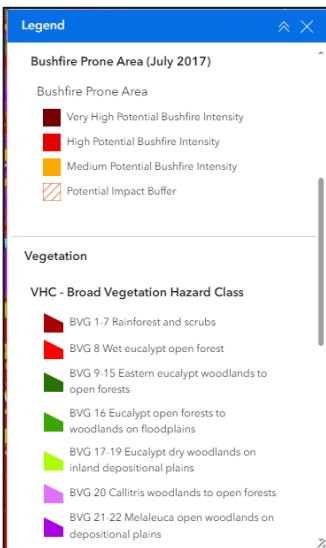 Legend
Bushfire Prone Area (July 2017)
Bushfire Prone Area
Very High Potential Bushfire Intensity
High Potential Bushfire Intensity
Medium Potential Bushfire Intensity
Potential Impact Buffer
Vegetation
VHC - Broad Vegetation Hazard Class
BVG 1-7 Rainforest and scrubs
BVG 8 Wet eucalypt open forest
BVG 9-15 Eastern eucalypt woodlands to
open forests
BVG 16 Eucalypt open forests to
woodlands on floodplains
BVG 17-19 Eucalypt dry woodlands on
inland depositional plains
BVG 20 Callitris woodlands to open forests
BVG 21-22 Melaleuca open woodlands on
depositional plains